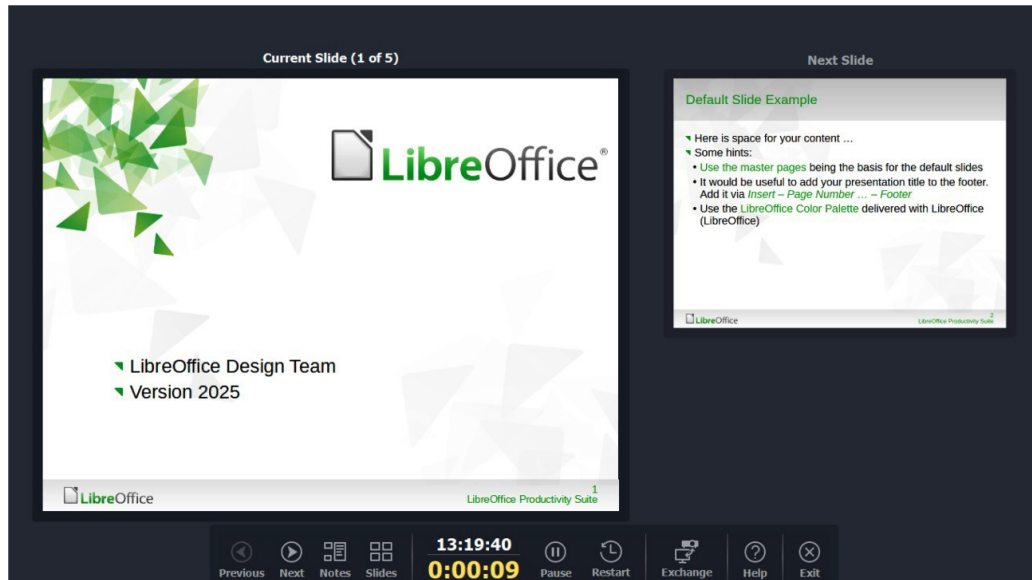 Current Slide (1 of 5)
LibreOffice®
LibreOffice Design Team
Version 2025
LibreOffice
1
LibreOffice Productivity Suite
Next Slide
Default Slide Example
Here is space for your content …
Some hints:
Use the master pages being the basis for the default slides
It would be useful to add your presentation title to the footer.
Add it via Insert – Page Number … – Footer
Use the LibreOffice Color Palette delivered with LibreOffice
(LibreOffice)
LibreOffice
2
LibreOffice Productivity Suite
13:19:40
0:00:09
Previous Next Notes Slides Pause Restart Exchange Help Exit